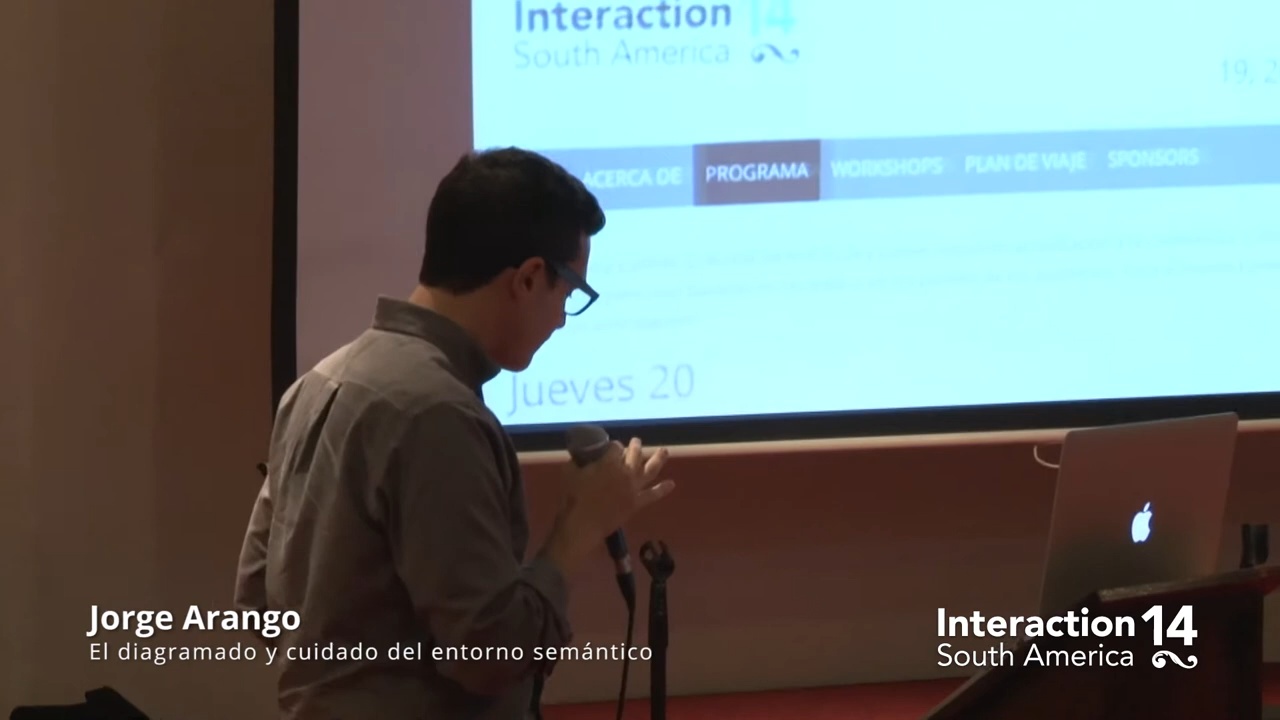 Interaction 14
South America
19, 2
ACERCA DE PROGRAMA WORKSHOPS PLAN DE VIAJE SPONSORS
Jueves 20
Jorge Arango
El diagramado y cuidado del entorno semántico
Interaction 14
South America